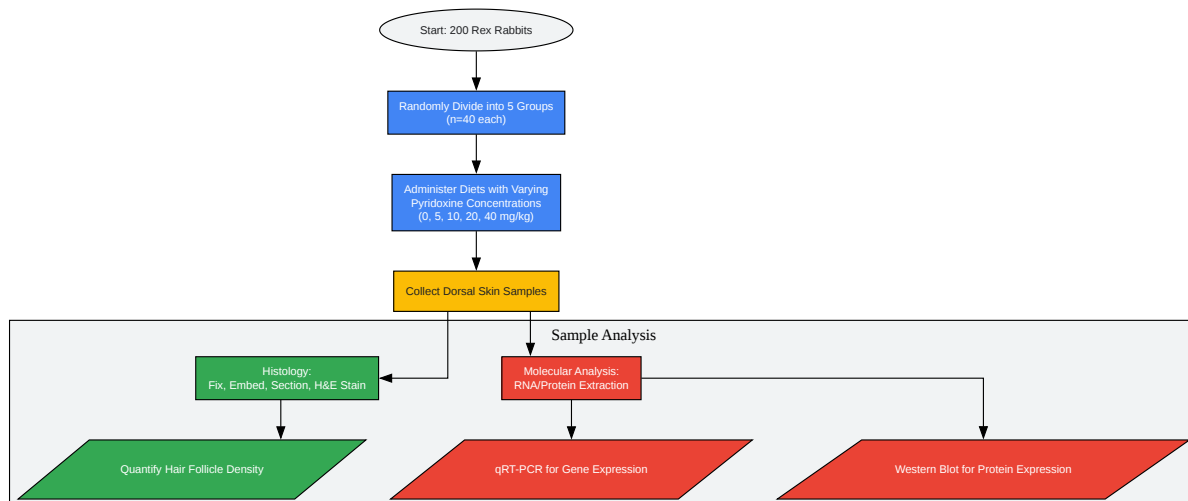 Start: 200 Rex Rabbits
Randomly Divide into 5 Groups
(n=40 each)
Administer Diets with Varying
Pyridoxine Concentrations
(0, 5, 10, 20, 40 mg/kg)
Collect Dorsal Skin Samples
Sample Analysis
Histology:
Fix, Embed, Section, H&E Stain
Molecular Analysis:
RNA/Protein Extraction
Quantify Hair Follicle Density
qRT-PCR for Gene Expression
Western Blot for Protein Expression